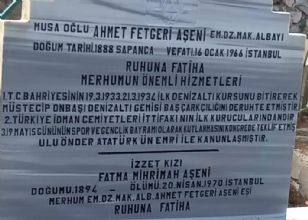 MUSA OĞLU AHMET FETGERİ AŞENİ EM.DZ.MAK.ALBAYI
DOĞUM TARİHİ.1888 SAPANCA VEFATI.16 OCAK 1966 İSTANBUL
RUHUNA FATİHA
MERHUMUN ÖNEMLİ HİZMETLERİ
1.T.C.BAHRİYESİNİN 19.3.1933.21.3.1934 İLK DENİZALTI KURSUNU BİTİREREK
MÜSTECİP ONBAŞI DENİZALTI GEMİSİ BAŞÇARKÇILIĞINI DERUHTE ETMİŞTİR
2.TÜRKİYE İDMAN CEMİYETLERİ İTTİFAKI NIN İLK KURUCULARINDANDIR
3.19 MAYIS GÜNÜNÜN SPOR VE GENÇLİK BAYRAMI OLARAK KUTLANMASINI KONGREDE TEKLİF ETMİŞ
ULU ÖNDER ATATÜRK ÜN EMRİ İLE KANUNLAŞMIŞTIR.
İZZET KIZI
FATMA MİHRİMAH AŞENİ
DOĞUMU.1894 - ÖLÜMÜ.20 NİSAN.1970 İSTANBUL
MERHUM EM.DZ.MAK.ALB.AHMET FETGERİ AŞENİ EŞİ
RUHUNA FATİHA